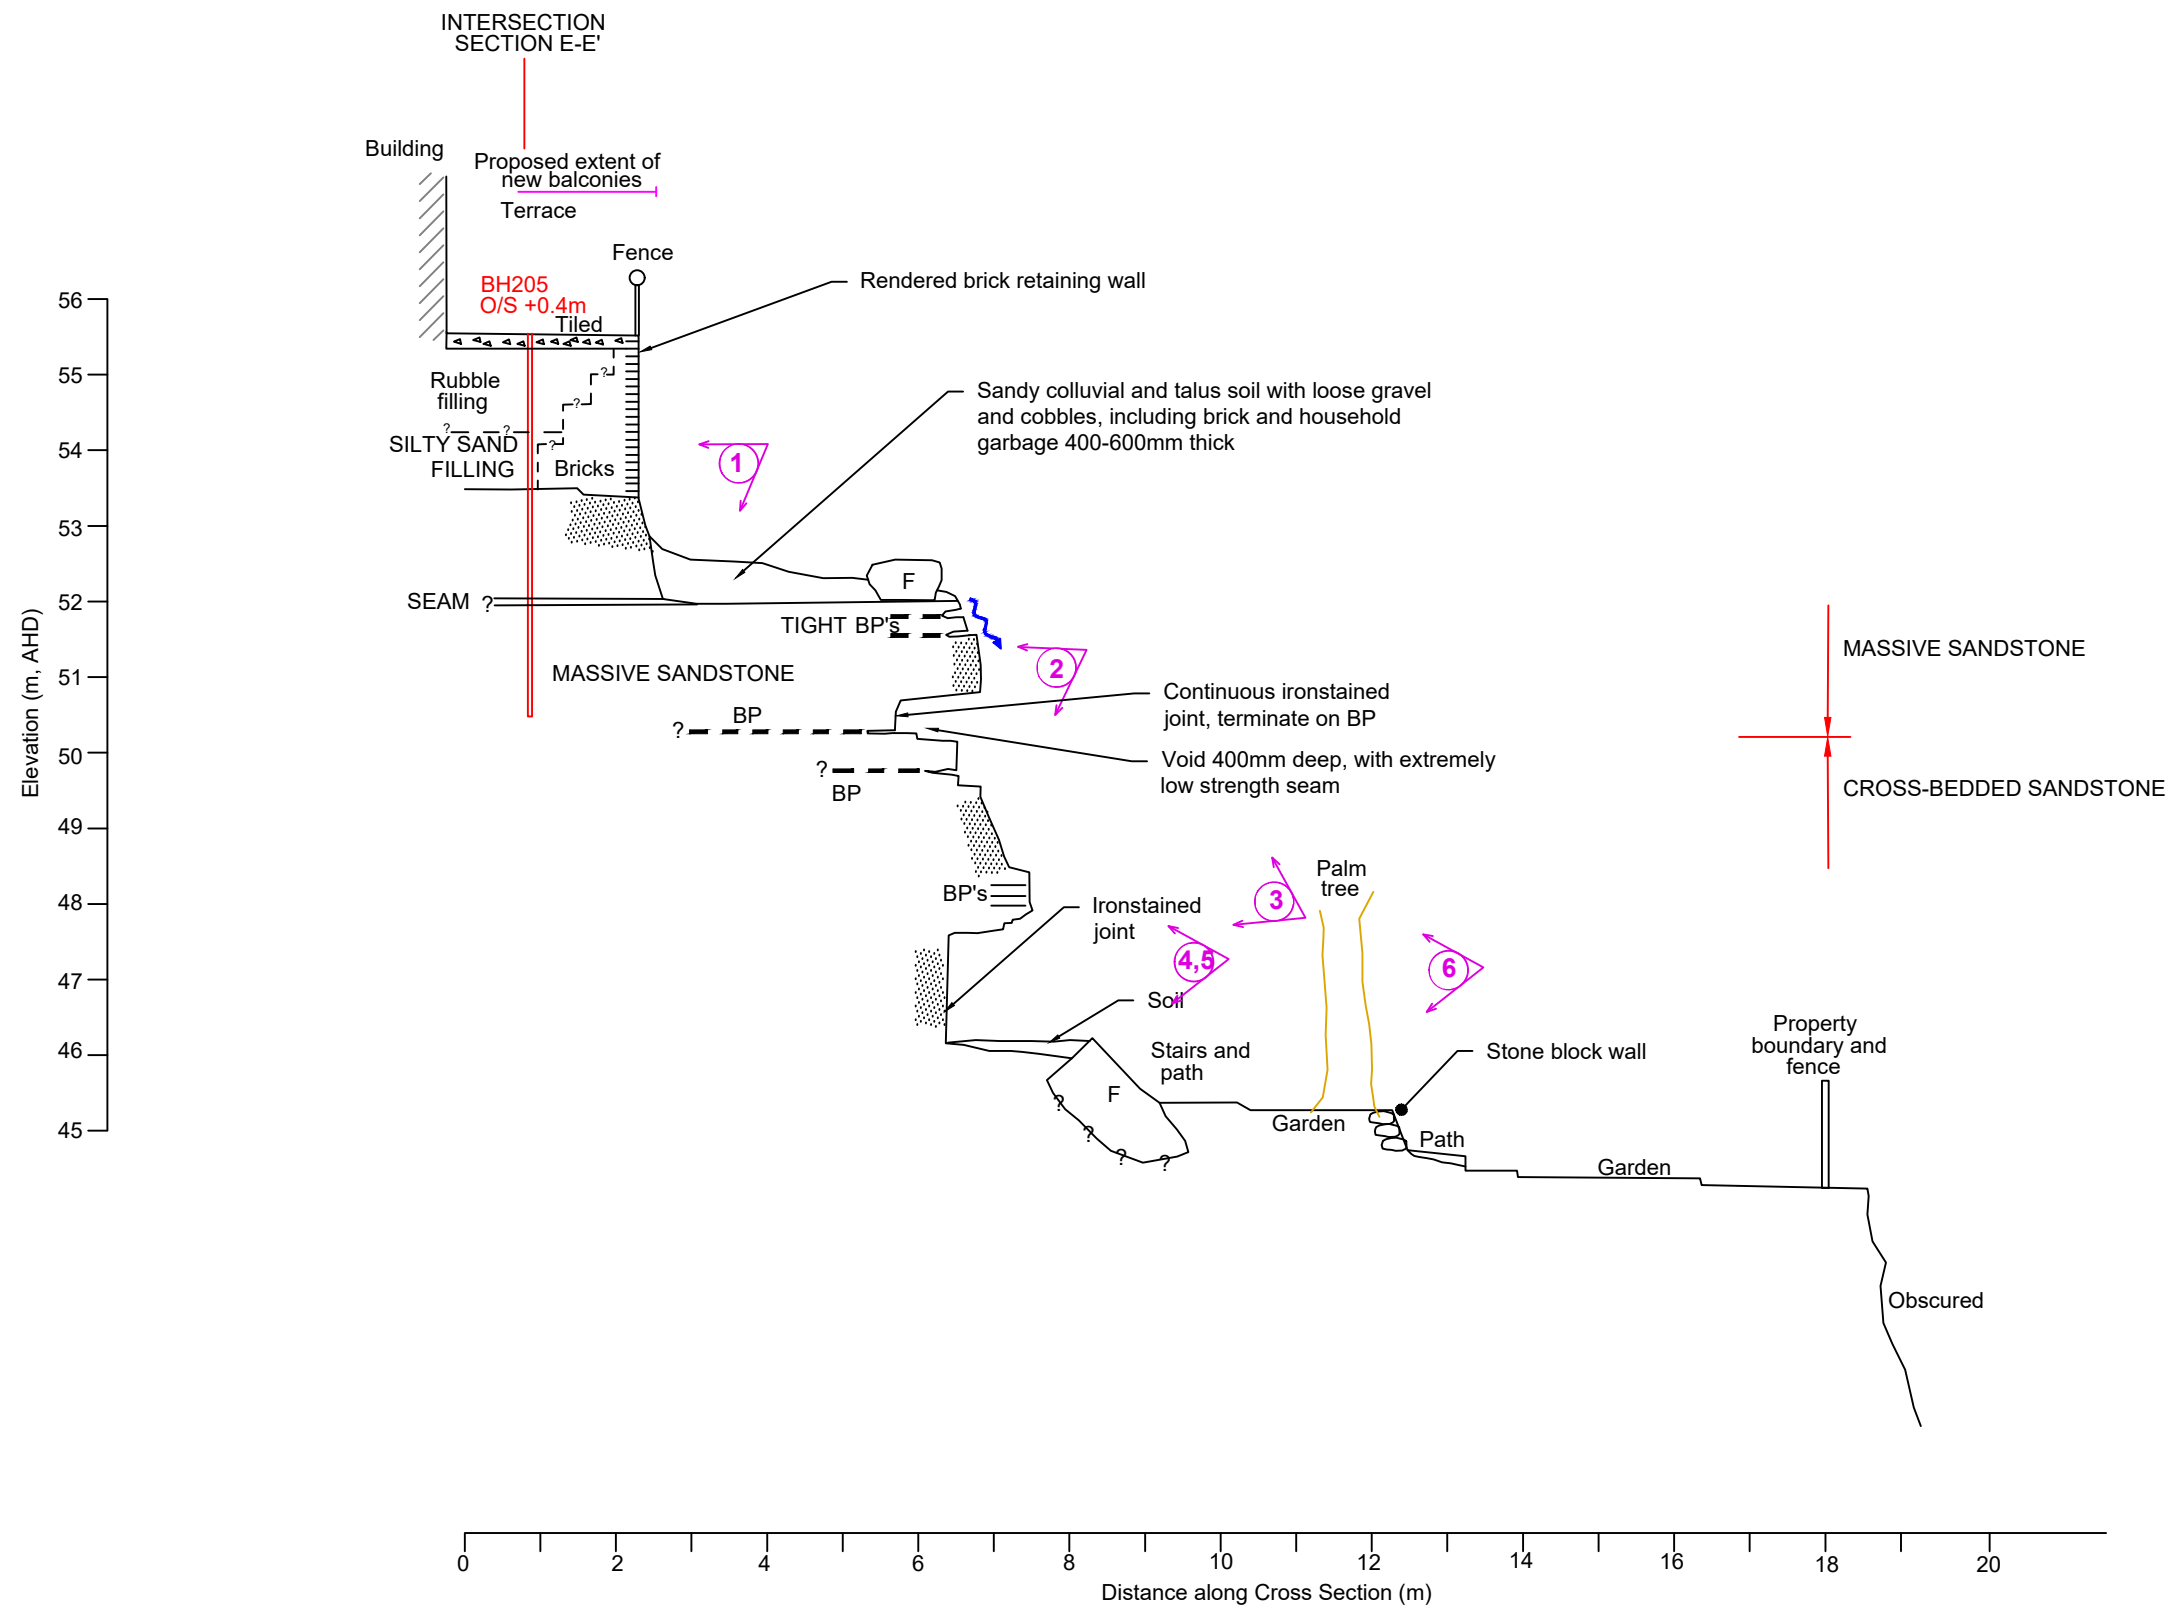 INTERSECTION
SECTION E-E'
Building
Proposed extent of
new balconies
Terrace
Fence
BH205
O/S +0.4m
Tiled
Rendered brick retaining wall
Rubble
filling
Sandy colluvial and talus soil with loose gravel
and cobbles, including brick and household
garbage 400-600mm thick
?
?
?
?
?
SILTY SAND
FILLING
Bricks
1
F
SEAM ?
TIGHT BP's
MASSIVE SANDSTONE
2
MASSIVE SANDSTONE
Continuous ironstained
joint, terminate on BP
BP
?
Void 400mm deep, with extremely
low strength seam
?
BP
CROSS-BEDDED SANDSTONE
Palm
tree
BP's
3
Ironstained
joint
4,5
6
Soil
Stairs and
path
Stone block wall
Property
boundary and
fence
F
?
?
?
?
Garden
Path
Garden
Obscured
Elevation (m, AHD)
56
55
54
53
52
51
50
49
48
47
46
45
0 2 4 6 8 10 12 14 16 18 20
Distance along Cross Section (m)